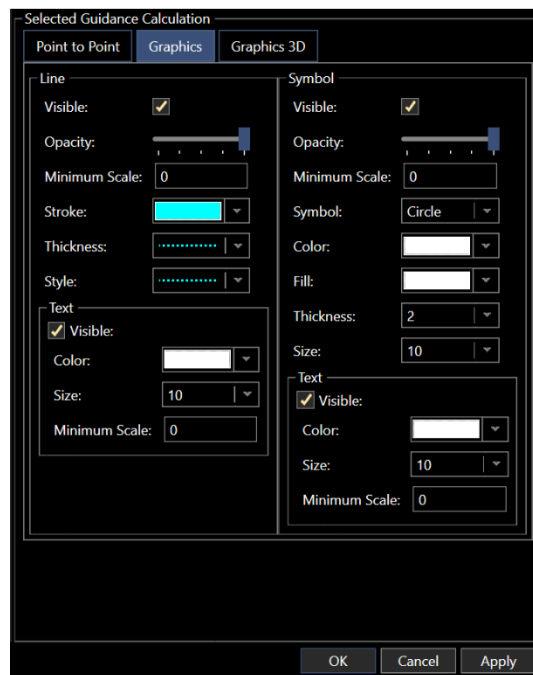 Selected Guidance Calculation
Point to Point Graphics Graphics 3D
Line
Visible:
Opacity:
Minimum Scale: 0
Stroke:
Thickness:
Style:
Text
Visible:
Color:
Size: 10
Minimum Scale: 0
Symbol
Visible:
Opacity:
Minimum Scale: 0
Symbol: Circle
Color:
Fill:
Thickness: 2
Size: 10
Text
Visible:
Color:
Size: 10
Minimum Scale: 0
OK Cancel Apply